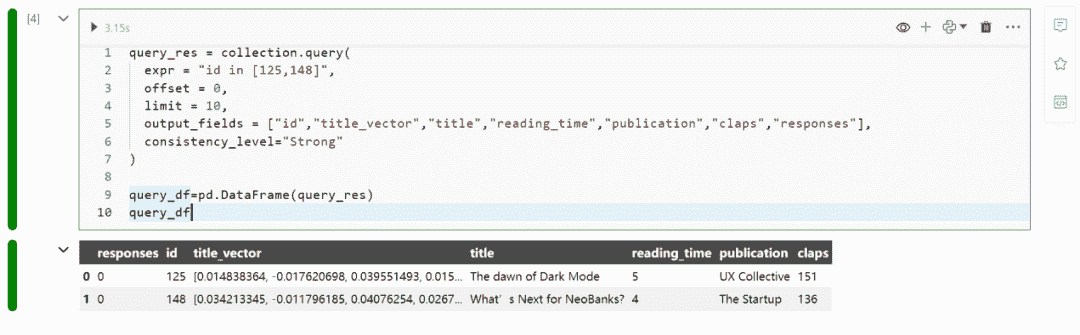 [4]
3.15s
1 query_res = collection.query(
2 expr = "id in [125,148]",
3 offset = 0,
4 limit = 10,
5 output_fields = ["id","title_vector","title","reading_time","publication","claps","responses"],
6 consistency_level="Strong"
7 )
8
9 query_df=pd.DataFrame(query_res)
10 query_df
responses id title_vector title reading_time publication claps
0 0 125 [0.014838364, -0.017620698, 0.039551493, 0.015... The dawn of Dark Mode 5 UX Collective 151
1 0 148 [0.034213345, -0.011796185, 0.04076254, 0.0267... What’s Next for NeoBanks? 4 The Startup 136